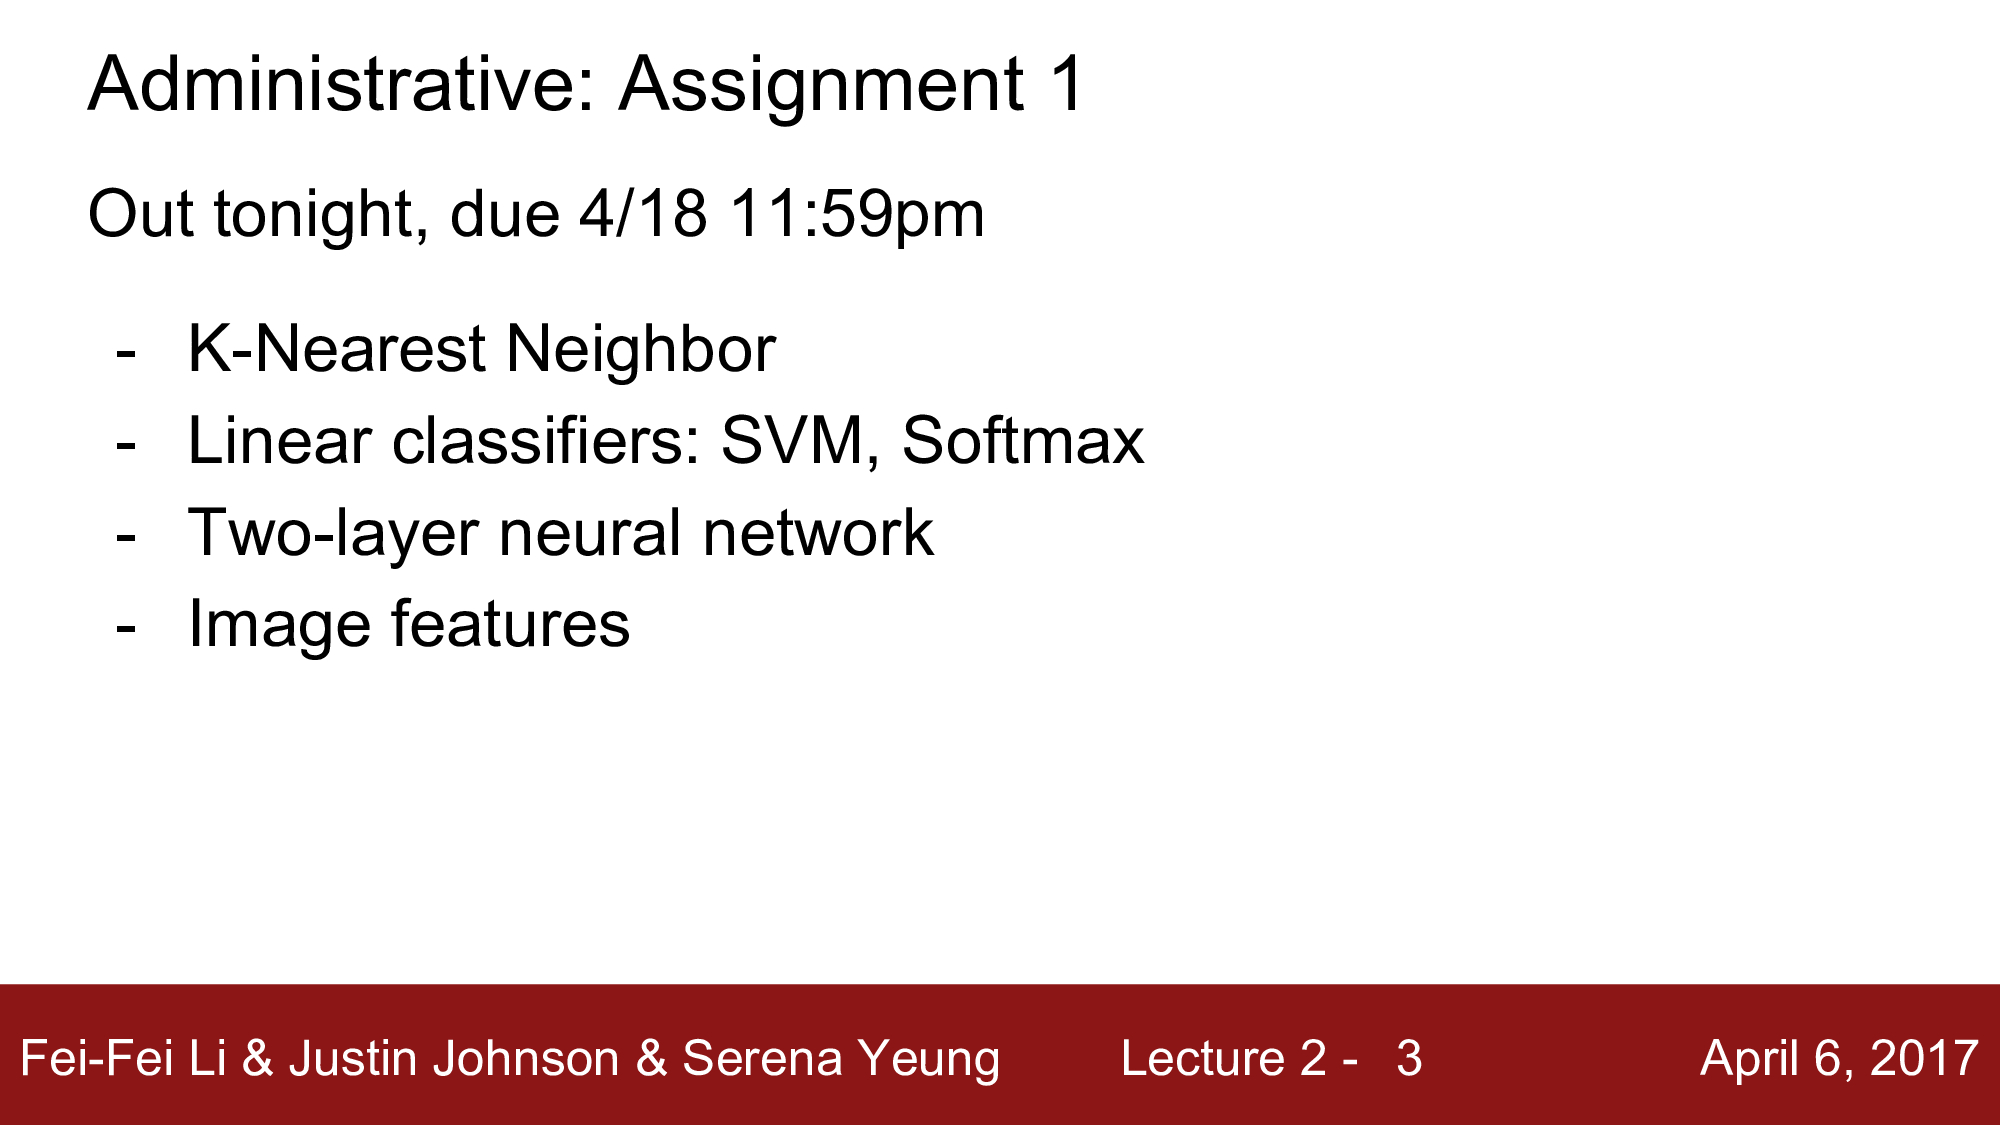 Administrative: Assignment 1
Out tonight, due 4/18 11:59pm
- K-Nearest Neighbor
- Linear classifiers: SVM, Softmax
- Two-layer neural network
- Image features
Fei-Fei Li & Justin Johnson & Serena Yeung Lecture 2 - 3 April 6, 2017